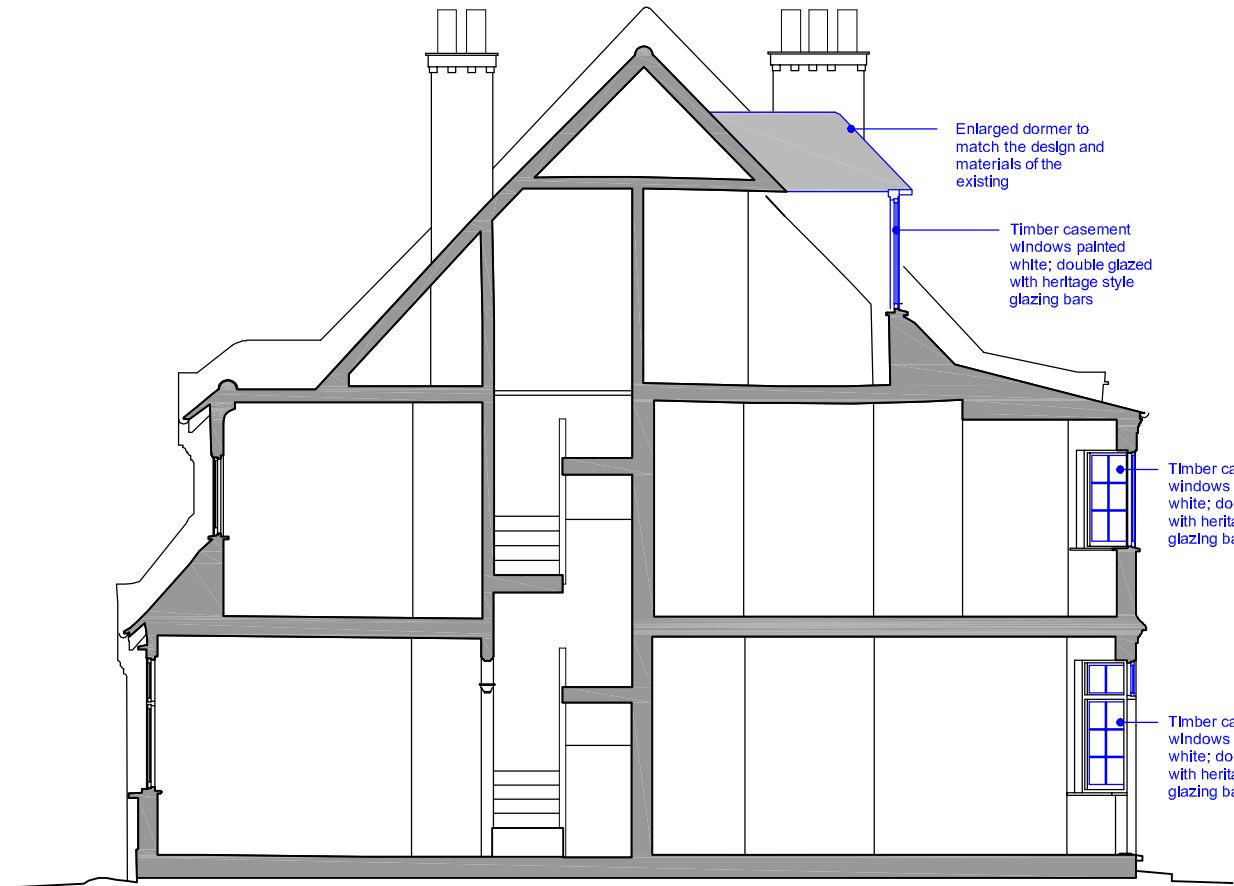 Enlarged dormer to
match the design and
materials of the
existing
Timber casement
windows painted
white; double glazed
with heritage style
glazing bars
Timber ca
windows
white; do
with herita
glazing ba
Timber ca
windows
white; do
with herita
glazing ba